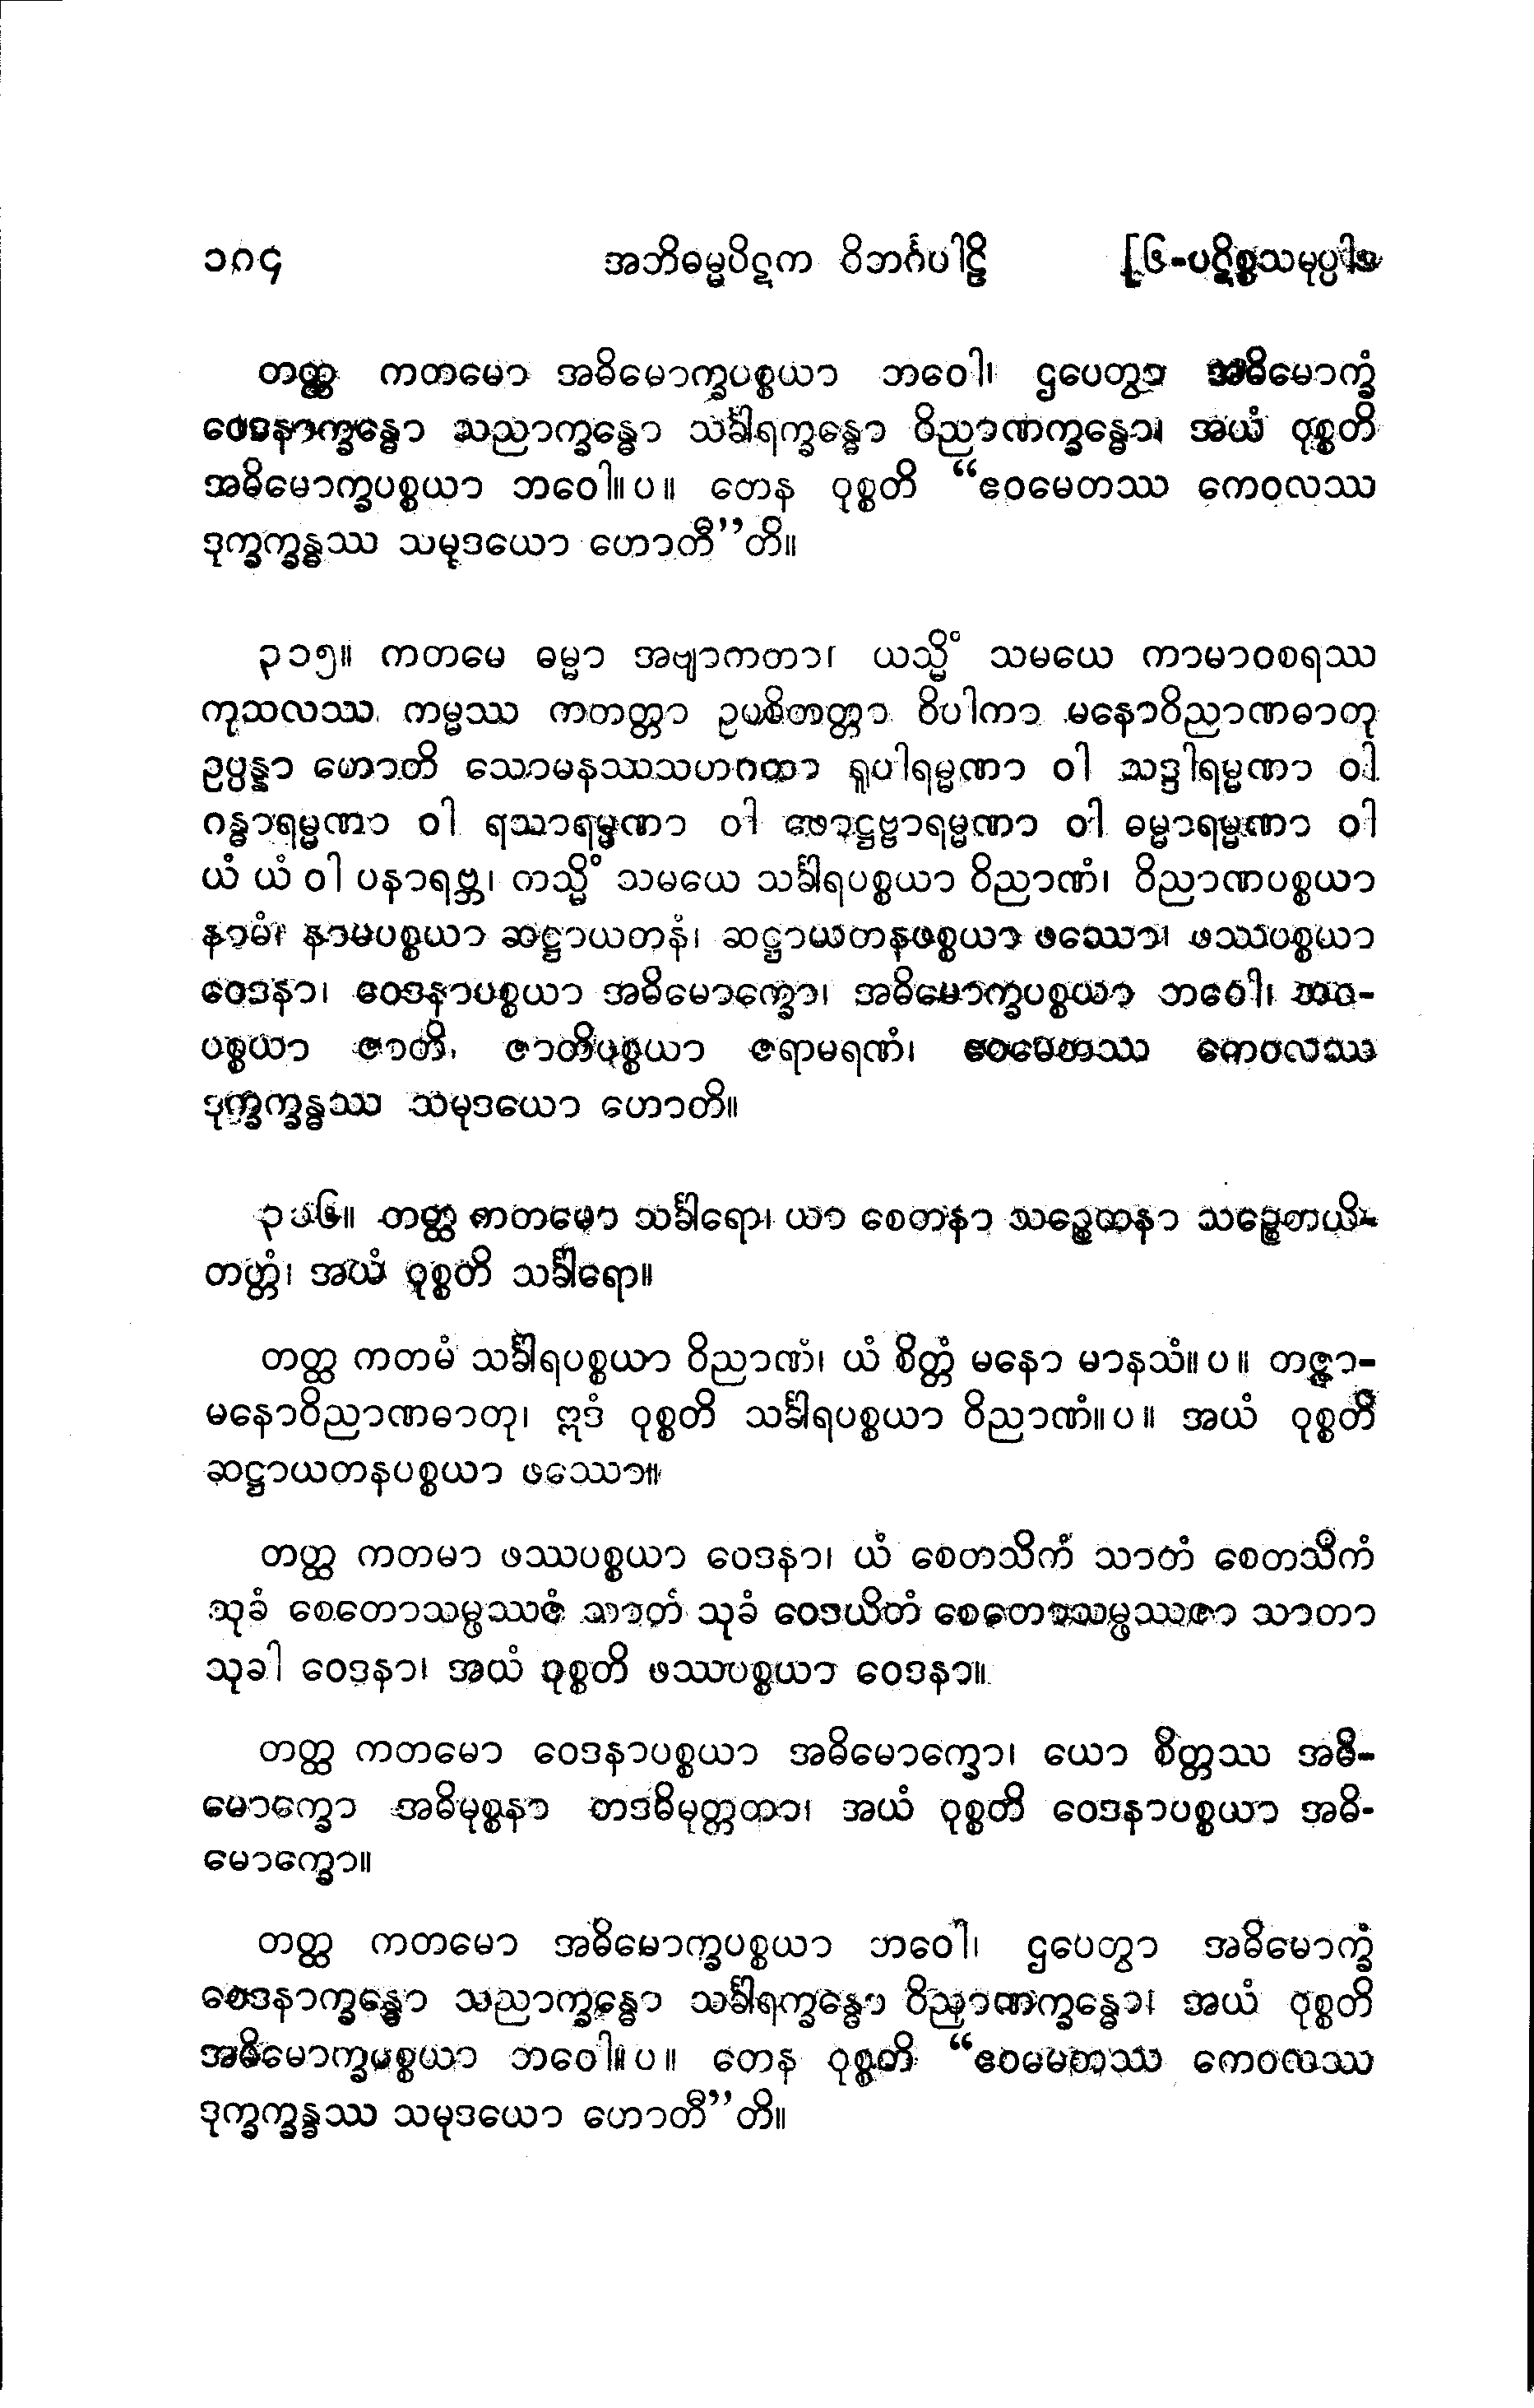 ၁၈၄ အဘိဓမ္မပိဋက ဝိဘင်္ဂပါဠိ [၆-ပဋိစ္စသမုပ္ပါဒ
တတ္ထ ကတမော အဓိမောက္ခပစ္စယာ ဘဝေါ၊ ဌပေတွာ အဓိမောက္ခံ
ဝေဒနာက္ခန္ဓော သညာက္ခန္ဓော သင်္ခါရက္ခန္ဓော ဝိညာဏက္ခန္ဓော၊ အယံ ဝုစ္စတိ
အဓိမောက္ခပစ္စယာ ဘဝေါ။ပ။ တေန ဝုစ္စတိ “ဧဝမေတဿ ကေဝလဿ
ဒုက္ခက္ခန္ဓဿ သမုဒယော ဟောတီ”တိ။
၃၁၅။ ကတမေ ဓမ္မာ အဗျာကတာ၊ ယသ္မိံ သမယေ ကာမာဝစရဿ
ကုသလဿ ကမ္မဿ ကတတ္တာ ဥပစိတတ္တာ ဝိပါကာ မနောဝိညာဏဓာတု
ဥပ္ပန္နာ ဟောတိ သောမနဿသဟဂတာ ရူပါရမ္မဏာ ဝါ သဒ္ဒါရမ္မဏာ ဝါ
ဂန္ဓာရမ္မဏာ ဝါ ရသာရမ္မဏာ ဝါ ဖောဋ္ဌဗ္ဗာရမ္မဏာ ဝါ ဓမ္မာရမ္မဏာ ဝါ
ယံ ယံ ဝါ ပနာရဗ္ဘ၊ တသ္မိံ သမယေ သင်္ခါရပစ္စယာ ဝိညာဏံ၊ ဝိညာဏပစ္စယာ
နာမံ၊ နာမပစ္စယာ ဆဋ္ဌာယတနံ၊ ဆဋ္ဌာယတနပစ္စယာ ဖဿော၊ ဖဿပစ္စယာ
ဝေဒနာ၊ ဝေဒနာပစ္စယာ အဓိမောက္ခော၊ အဓိမောက္ခပစ္စယာ ဘဝေါ၊ ဘဝ-
ပစ္စယာ ဇာတိ၊ ဇာတိပစ္စယာ ဇရာမရဏံ၊ ဧဝမေတဿ ကေဝလဿ
ဒုက္ခက္ခန္ဓဿ သမုဒယော ဟောတိ။
၃၁၆။ တတ္ထ ကတမော သင်္ခါရော၊ ယာ စေတနာ သဉ္စေတနာ သဉ္စေတယိ-
တတ္တံ၊ အယံ ဝုစ္စတိ သင်္ခါရော။
တတ္ထ ကတမံ သင်္ခါရပစ္စယာ ဝိညာဏံ၊ ယံ စိတ္တံ မနော မာနသံ။ပ။ တဇ္ဇာ-
မနောဝိညာဏဓာတု၊ ဣဒံ ဝုစ္စတိ သင်္ခါရပစ္စယာ ဝိညာဏံ။ပ။ အယံ ဝုစ္စတိ
ဆဋ္ဌာယတနပစ္စယာ ဖဿော။
တတ္ထ ကတမာ ဖဿပစ္စယာ ဝေဒနာ၊ ယံ စေတသိကံ သာတံ စေတသိကံ
သုခံ စေတောသမ္ဖဿဇံ သာတံ သုခံ ဝေဒယိတံ စေတောသမ္ဖဿဇာ သာတာ
သုခါ ဝေဒနာ၊ အယံ ဝုစ္စတိ ဖဿပစ္စယာ ဝေဒနာ။
တတ္ထ ကတမော ဝေဒနာပစ္စယာ အဓိမောက္ခော၊ ယော စိတ္တဿ အဓိ-
မောက္ခော အဓိမုစ္စနာ တဒဓိမုတ္တတာ၊ အယံ ဝုစ္စတိ ဝေဒနာပစ္စယာ အဓိ-
မောက္ခော။
တတ္ထ ကတမော အဓိမောက္ခပစ္စယာ ဘဝေါ၊ ဌပေတွာ အဓိမောက္ခံ
ဝေဒနာက္ခန္ဓော သညာက္ခန္ဓော သင်္ခါရက္ခန္ဓော ဝိညာဏက္ခန္ဓော၊ အယံ ဝုစ္စတိ
အဓိမောက္ခပစ္စယာ ဘဝေါ။ပ။ တေန ဝုစ္စတိ “ဧဝမေတဿ ကေဝလဿ
ဒုက္ခက္ခန္ဓဿ သမုဒယော ဟောတီ”တိ။